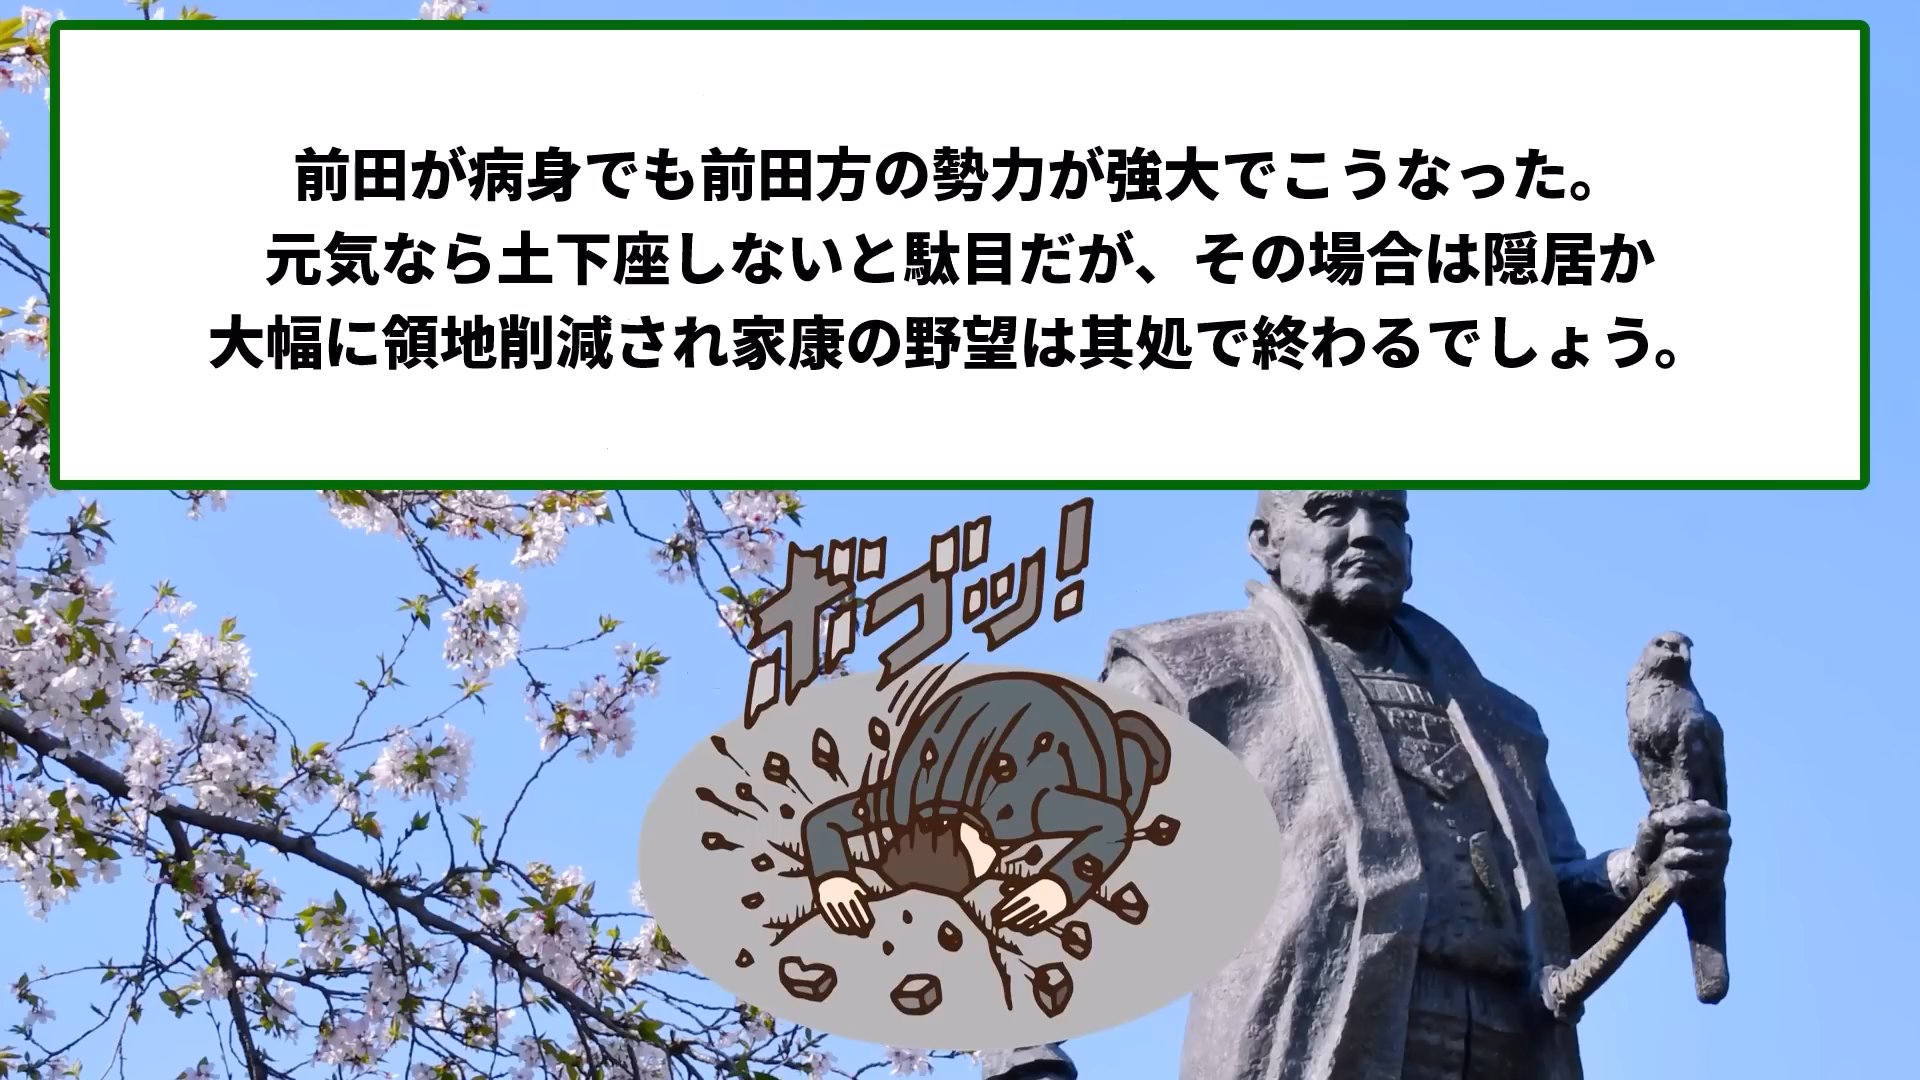 前田が病身でも前田方の勢力が強大でこうなった。
元気なら土下座しないと駄目だが、その場合は隠居か
大幅に領地削減され家康の野望は其処で終わるでしょう。
ボゴッ!